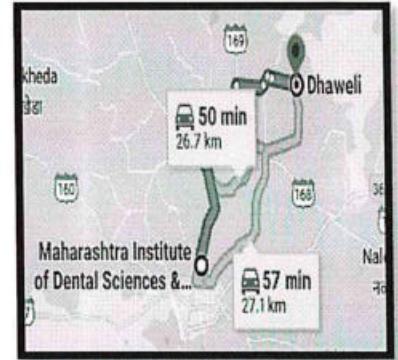 169
kheda
खेडा
Dhaweli
50 min
26.7 km
160
168
36
Maharashtra Institute
of Dental Sciences &...
Nal
57 min
27.1 km